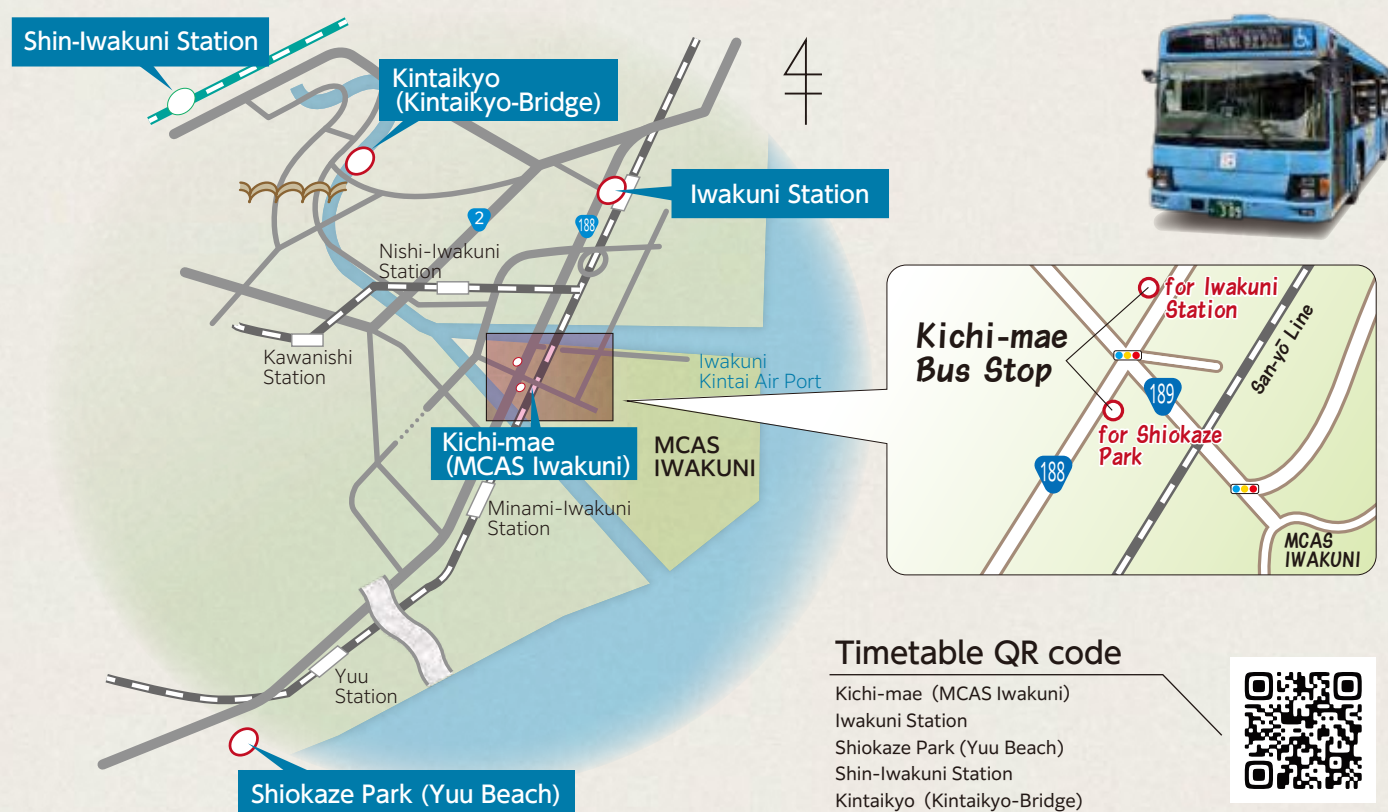 Shin-Iwakuni Station
Kintaikyo
(Kintaikyo-Bridge)
Iwakuni Station
2
188
Nishi-Iwakuni
Station
Kawanishi
Station
Iwakuni
Kintai Air Port
Kichi-mae
(MCAS Iwakuni)
MCAS
IWAKUNI
Minami-Iwakuni
Station
Yuu
Station
Shiokaze Park (Yuu Beach)
Kichi-mae
Bus Stop
for Iwakuni
Station
San-yō Line
189
for Shiokaze
Park
188
MCAS
IWAKUNI
Timetable QR code
Kichi-mae (MCAS Iwakuni)
Iwakuni Station
Shiokaze Park (Yuu Beach)
Shin-Iwakuni Station
Kintaikyo (Kintaikyo-Bridge)